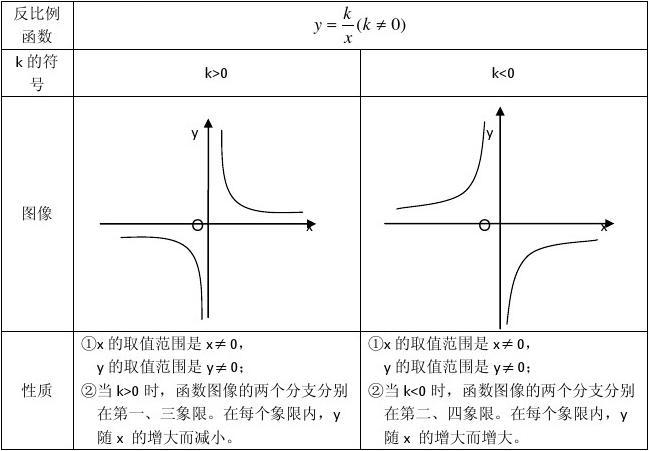 反比例
函数
y = k/x (k ≠ 0)
k 的符
号
k>0
k<0
图像
y
O
x
y
O
x
性质
①x 的取值范围是 x≠0，
y 的取值范围是 y≠0；
②当 k>0 时，函数图像的两个分支分别
在第一、三象限。在每个象限内，y
随 x 的增大而减小。
①x 的取值范围是 x≠0，
y 的取值范围是 y≠0；
②当 k<0 时，函数图像的两个分支分别
在第二、四象限。在每个象限内，y
随 x 的增大而增大。